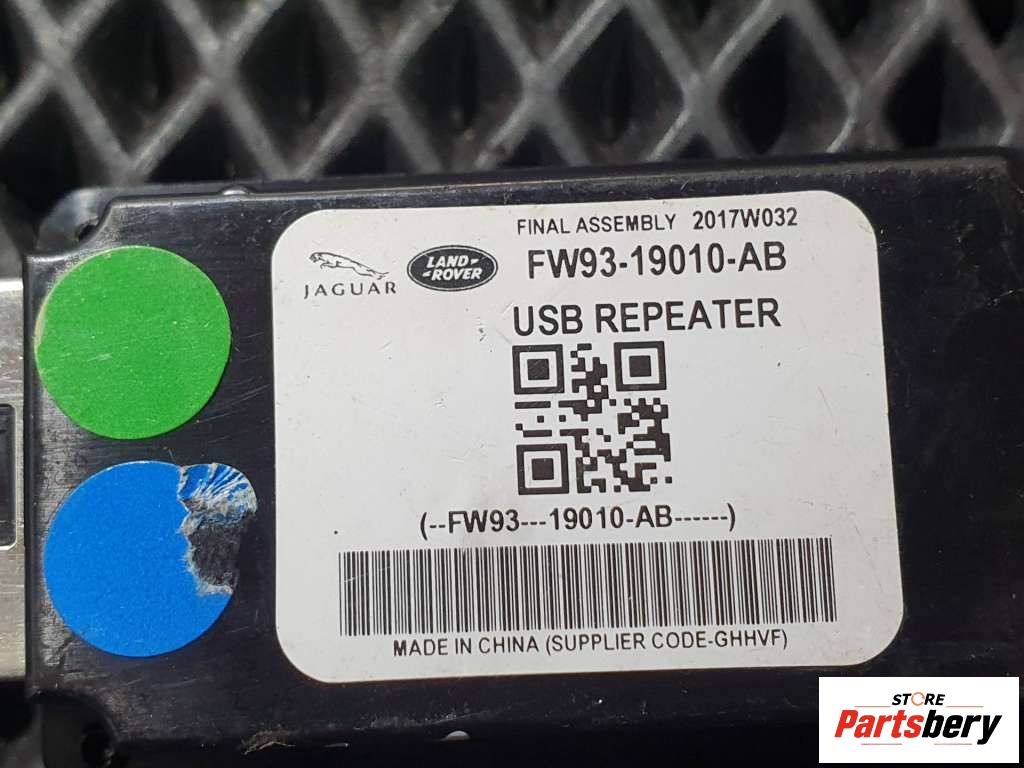 FINAL ASSEMBLY 2017W032
JAGUAR
LAND-
-ROVER
FW93-19010-AB
USB REPEATER
(--FW93---19010-AB------)
MADE IN CHINA (SUPPLIER CODE-GHHVF)
STORE
Partsbery